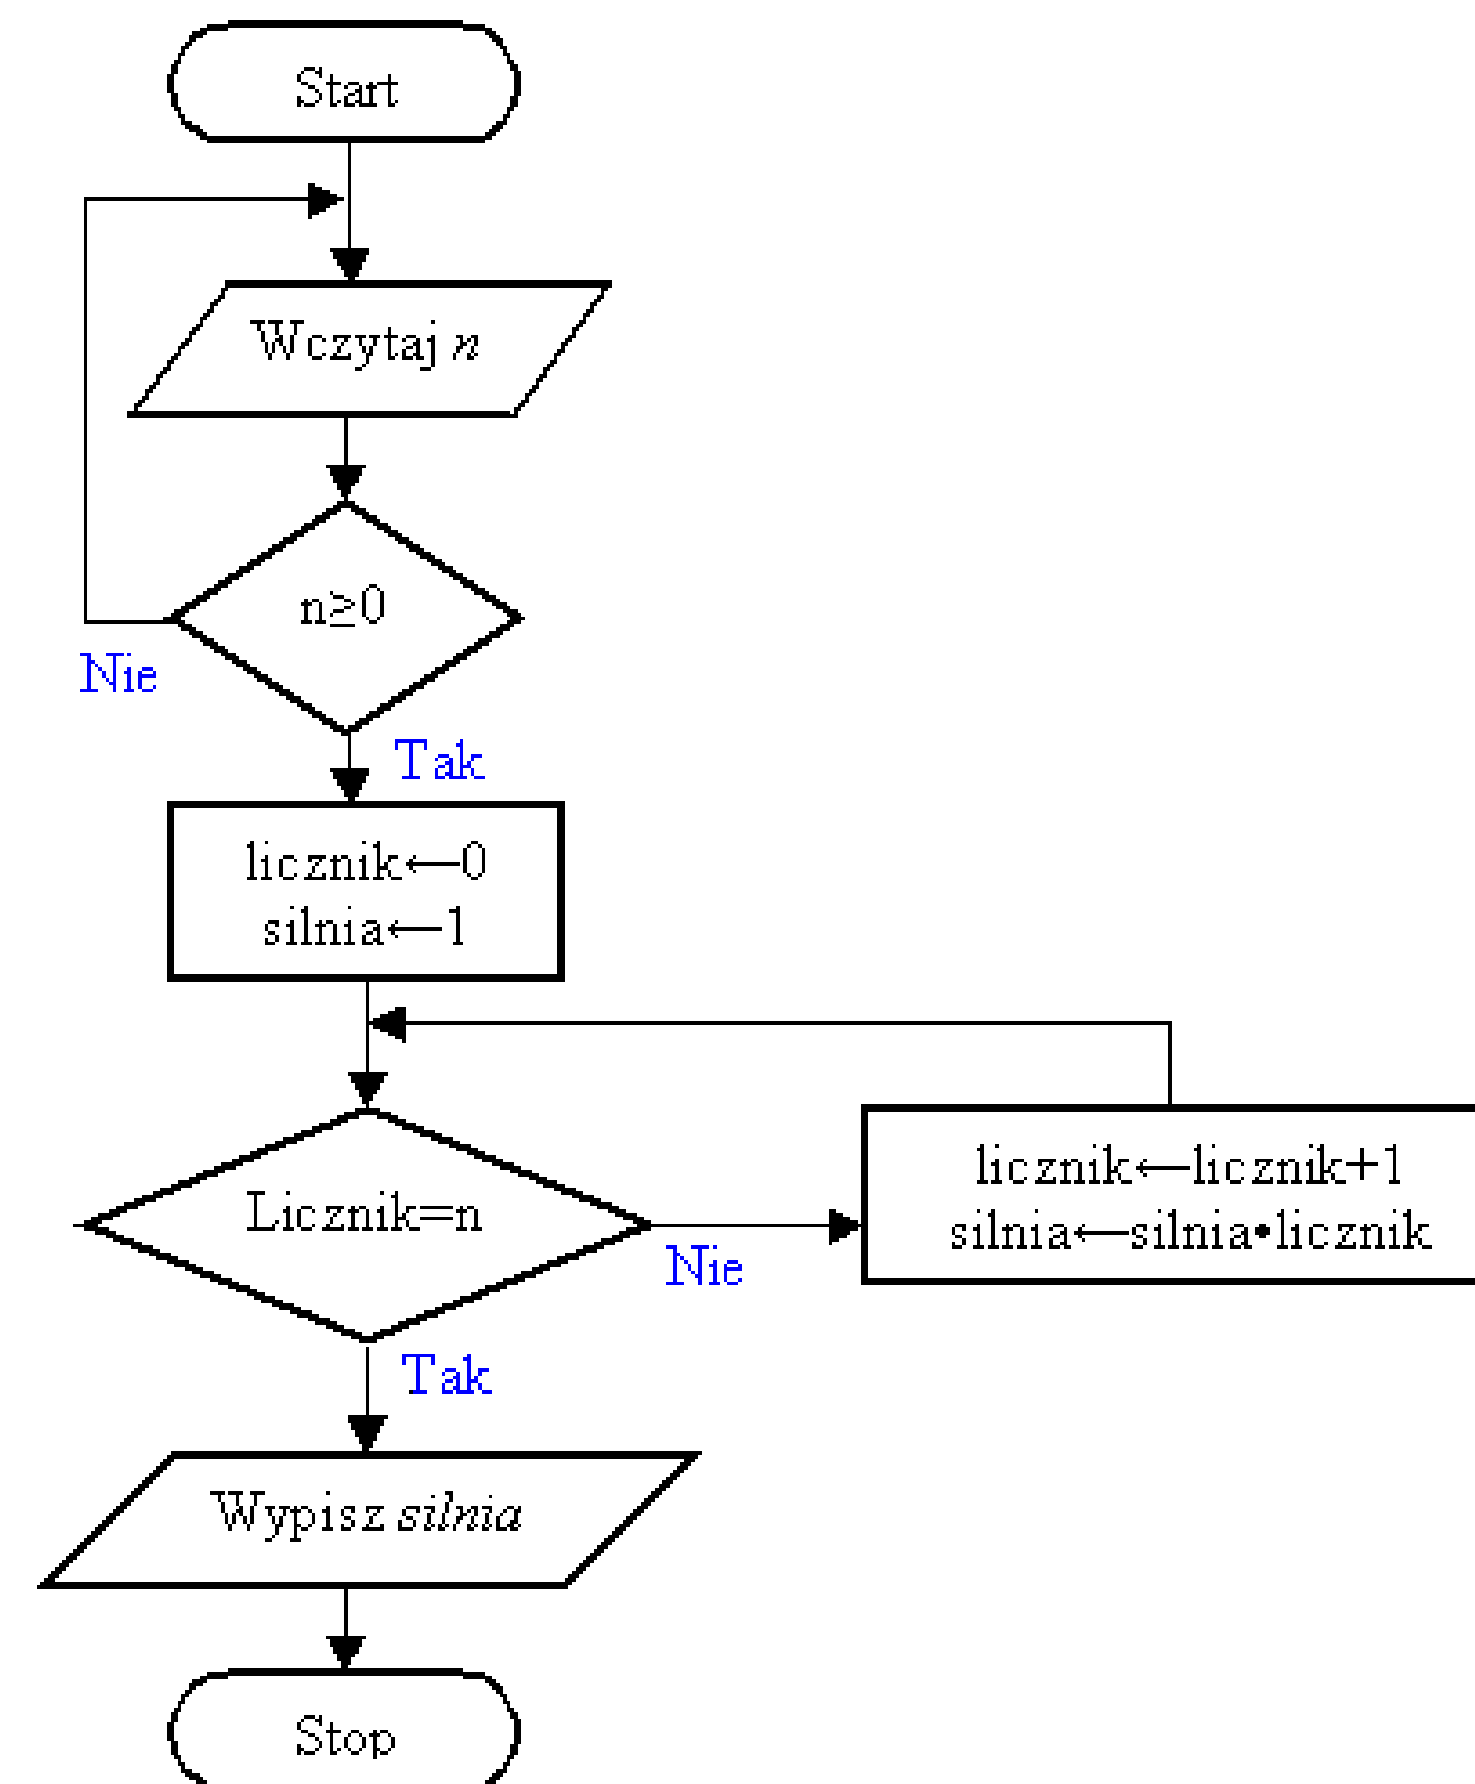 Start
Wczytaj n
n≥0
Nie
Tak
licznik←0
silnia←1
Licznik=n
Nie
licznik←licznik+1
silnia←silnia•licznik
Tak
Wypisz silnia
Stop